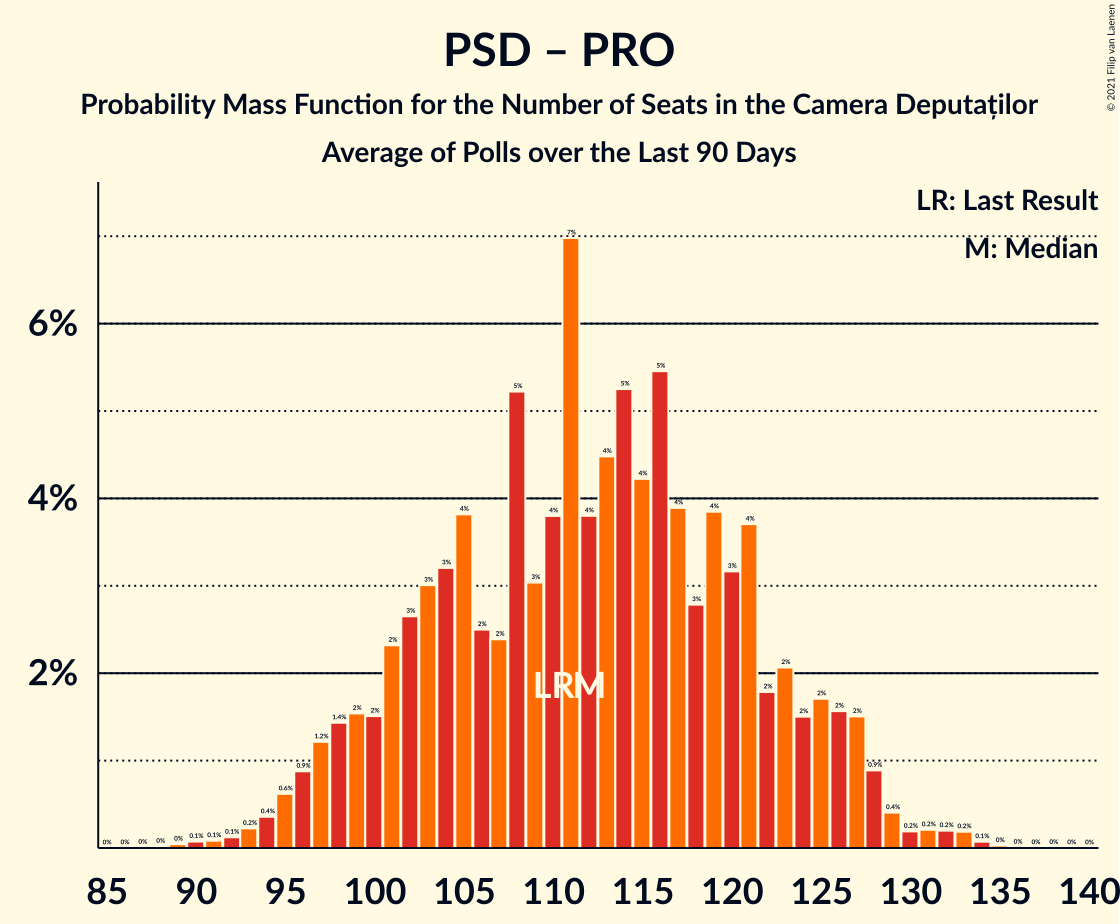 PSD – PRO
Probability Mass Function for the Number of Seats in the Camera Deputaților
Average of Polls over the Last 90 Days
© 2021 Filip van Laenen
LR: Last Result
M: Median
6%
4%
2%
0% 0% 0% 0% 0% 0.1% 0.1% 0.1% 0.2% 0.4% 0.6% 0.9% 1.2% 1.4% 2% 2% 2% 3% 3% 3% 4% 2% 2% 5% 3% 4% 7% 4% 4% 5% 4% 5% 4% 3% 4% 3% 4% 2% 2% 2% 2% 2% 2% 0.9% 0.4% 0.2% 0.2% 0.2% 0.2% 0.1% 0% 0% 0% 0% 0% 0%
LR M
85 90 95 100 105 110 115 120 125 130 135 140